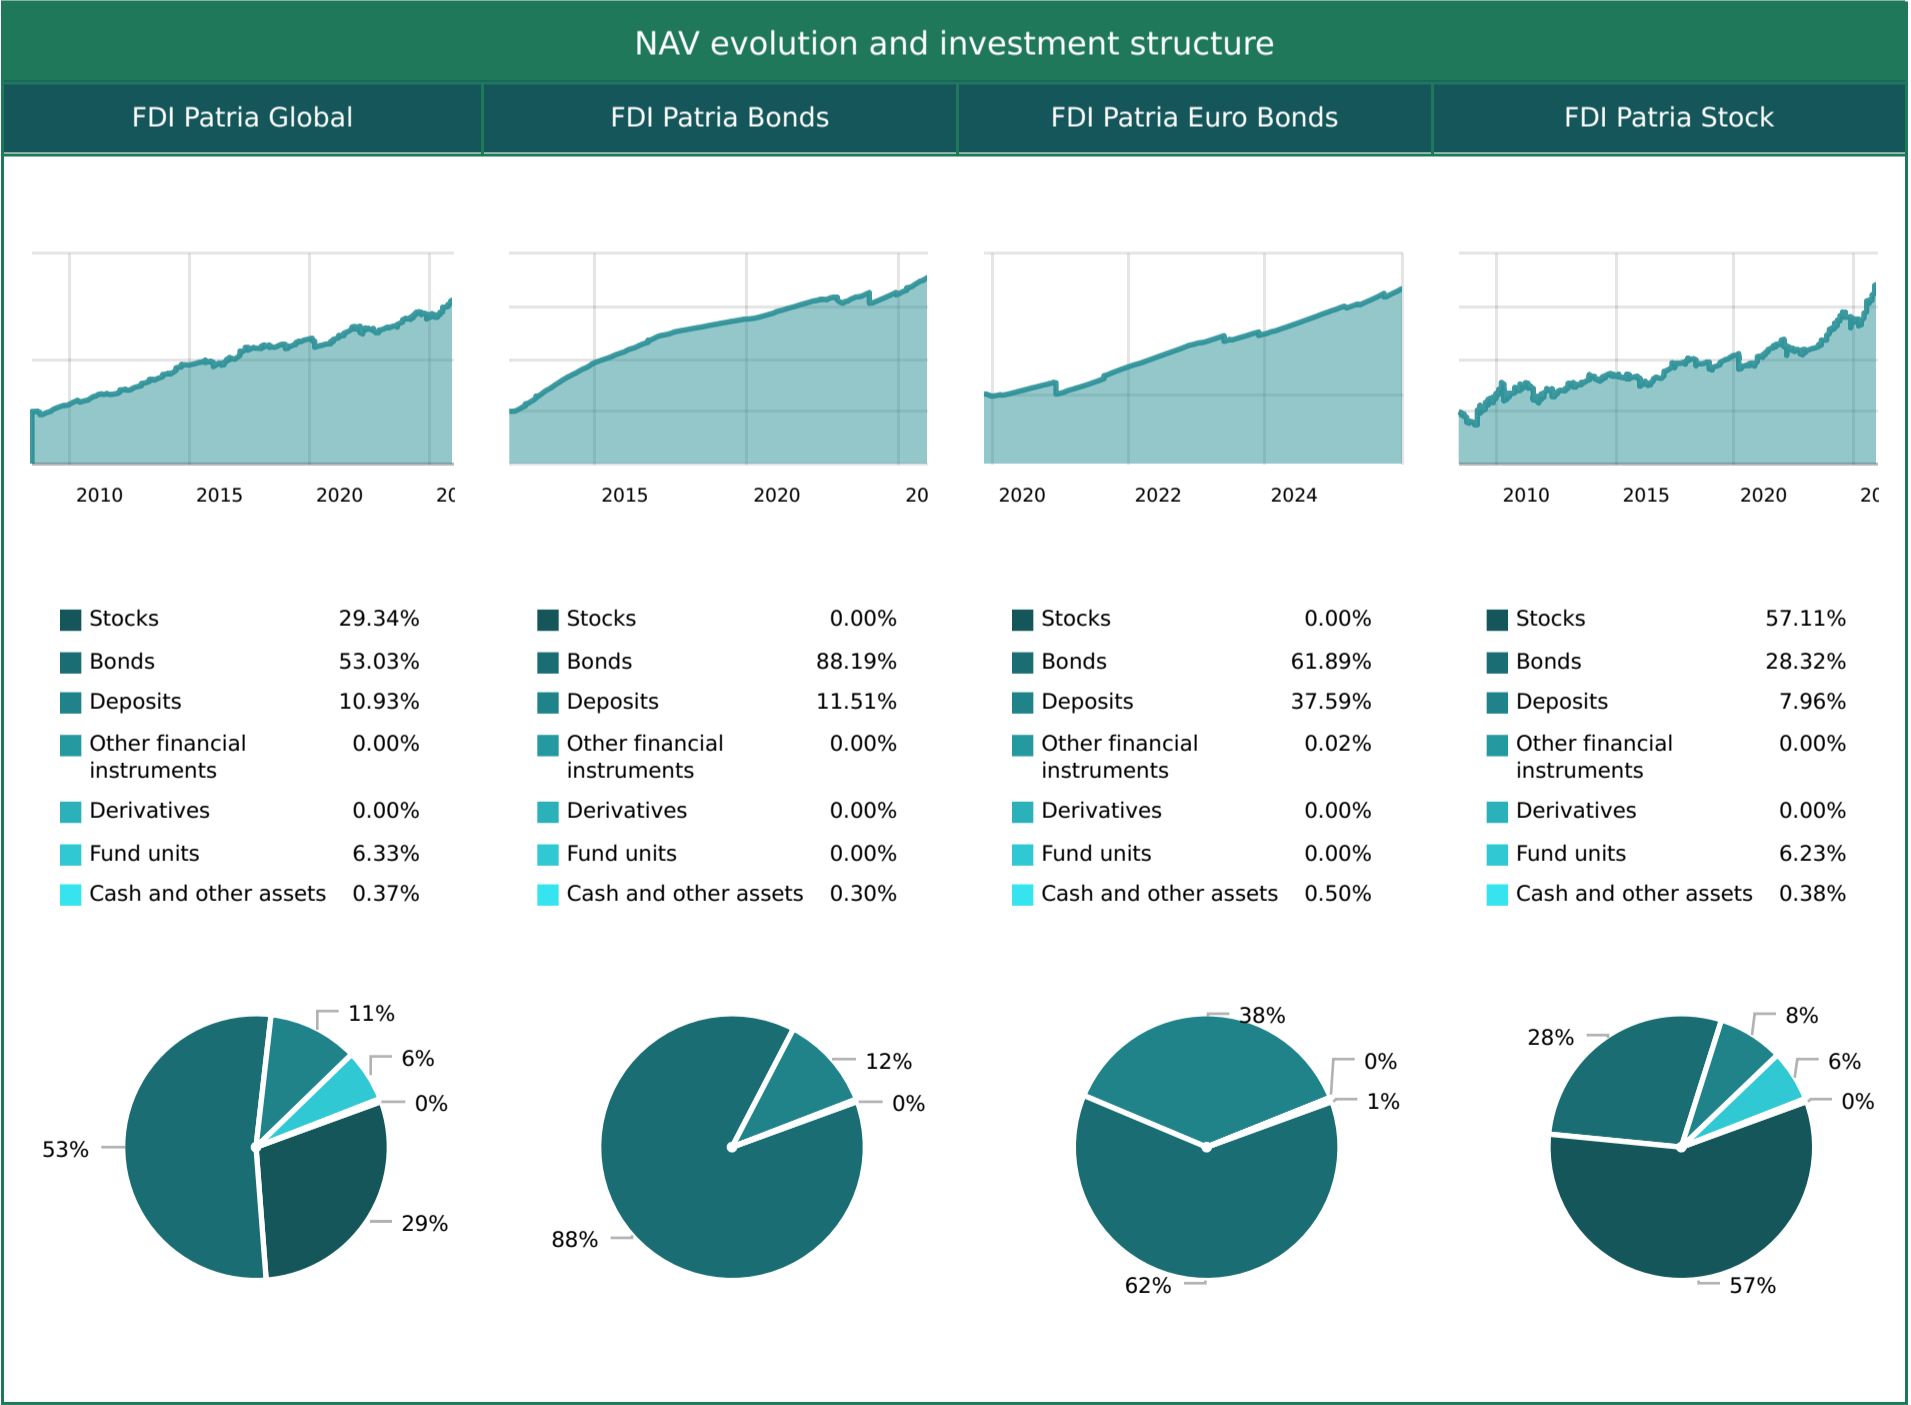 NAV evolution and investment structure
FDI Patria Global
FDI Patria Bonds
FDI Patria Euro Bonds
FDI Patria Stock
2010 2015 2020 20
2015 2020 20
2020 2022 2024
2010 2015 2020 20
Stocks 29.34%
Bonds 53.03%
Deposits 10.93%
Other financial 0.00%
instruments
Derivatives 0.00%
Fund units 6.33%
Cash and other assets 0.37%
Stocks 0.00%
Bonds 88.19%
Deposits 11.51%
Other financial 0.00%
instruments
Derivatives 0.00%
Fund units 0.00%
Cash and other assets 0.30%
Stocks 0.00%
Bonds 61.89%
Deposits 37.59%
Other financial 0.02%
instruments
Derivatives 0.00%
Fund units 0.00%
Cash and other assets 0.50%
Stocks 57.11%
Bonds 28.32%
Deposits 7.96%
Other financial 0.00%
instruments
Derivatives 0.00%
Fund units 6.23%
Cash and other assets 0.38%
11%
6%
0%
53%
29%
12%
0%
88%
38%
0%
1%
62%
8%
28%
6%
0%
57%